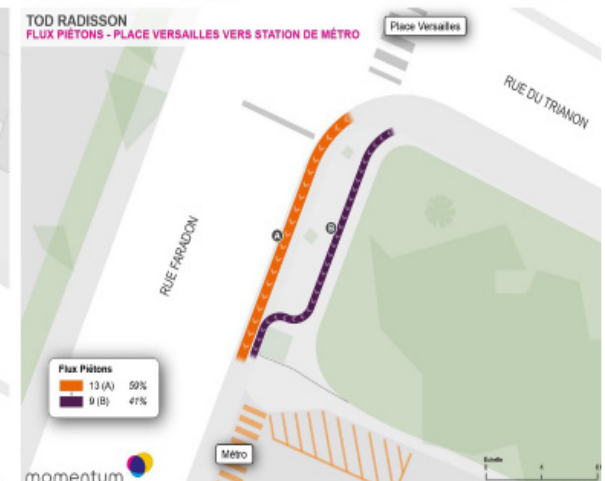 TOD RADISSON
FLUX PIÉTONS - PLACE VERSAILLES VERS STATION DE MÉTRO
Place Versailles
RUE DU TRIANON
RUE FARADON
A
B
Flux Piétons
13 (A) 59%
9 (B) 41%
Métro
momentum
Échelle